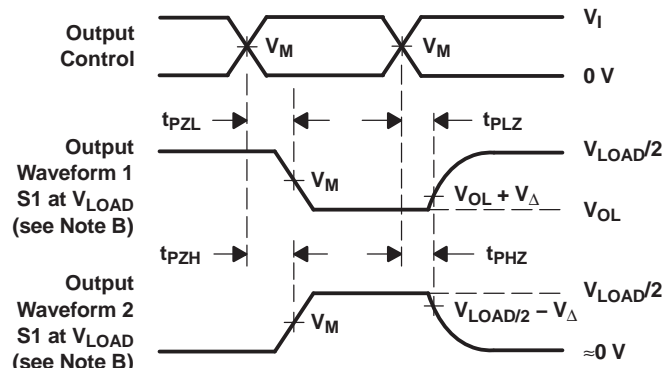 Output
Control
V_I
V_M
V_M
0 V
t_PZL
t_PLZ
Output
Waveform 1
S1 at V_LOAD
(see Note B)
V_LOAD/2
V_M
V_OL + V_Δ
V_OL
t_PZH
t_PHZ
Output
Waveform 2
S1 at V_LOAD
(see Note B)
V_LOAD/2
V_M
V_LOAD/2 − V_Δ
≈0 V